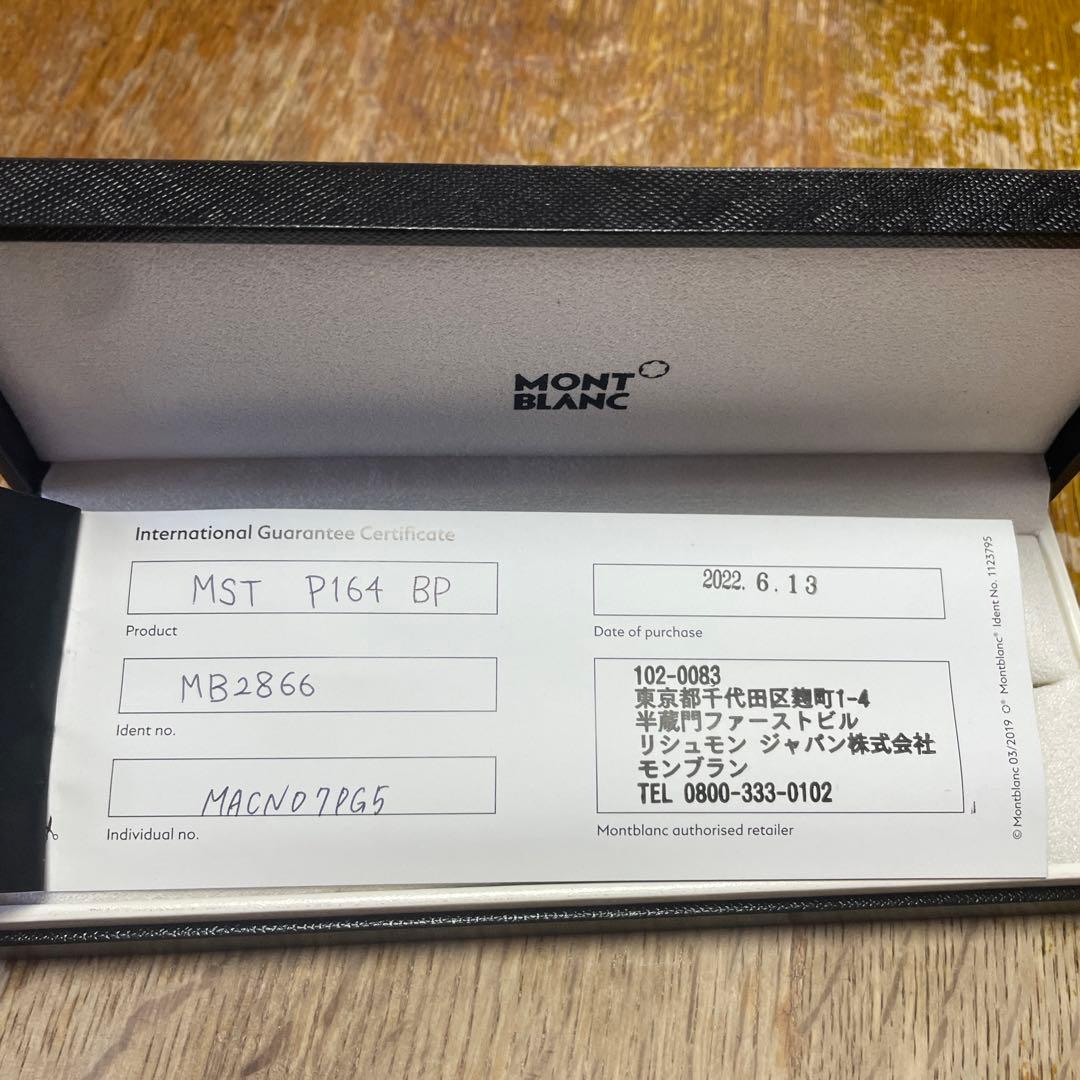 MONT
BLANC
International Guarantee Certificate
MST P164 BP
Product
MB2866
Ident no.
MACN07PG5
Individual no.
2022. 6. 13
Date of purchase
102-0083
東京都千代田区麹町1-4
半蔵門ファーストビル
リシュモン ジャパン株式会社
モンブラン
TEL 0800-333-0102
Montblanc authorised retailer
© Montblanc 03/2019 Montblanc® Ident No. 1123795